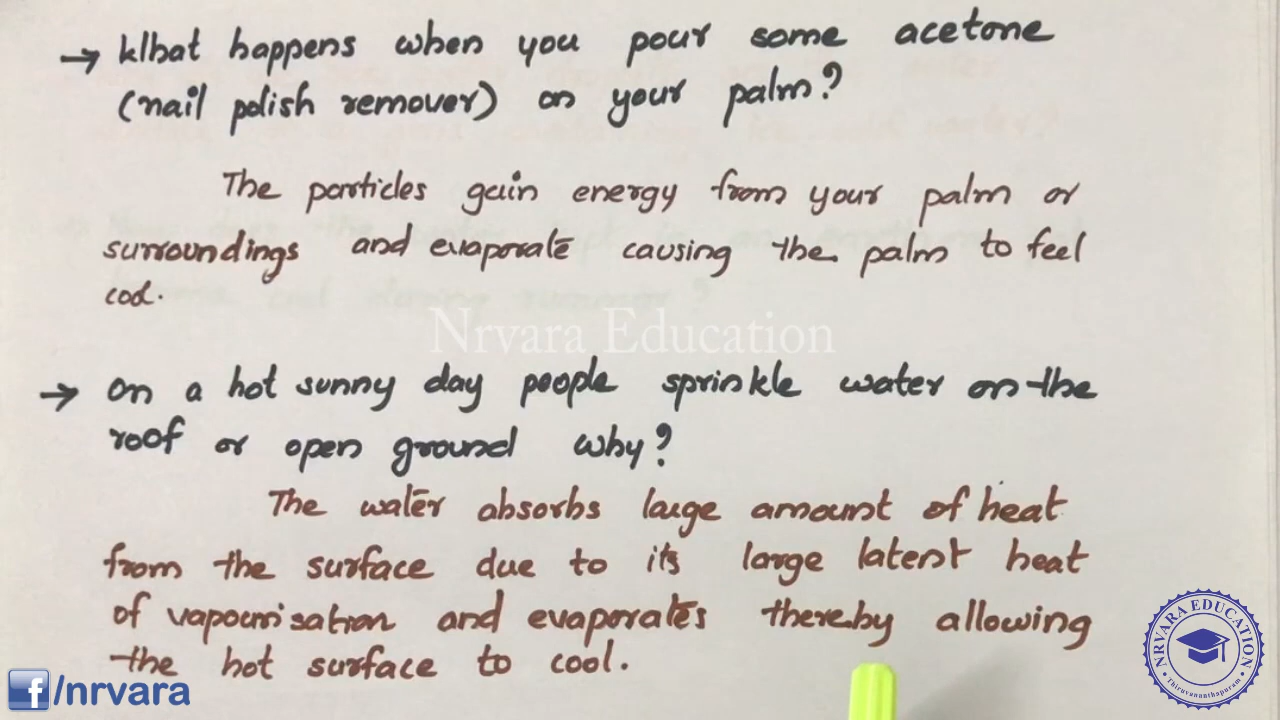 → What happens when you pour some acetone
(nail polish remover) on your palm?
The particles gain energy from your palm or
surroundings and evaporate causing the palm to feel
cool.
Nrvara Education
→ On a hot sunny day people sprinkle water on the
roof or open ground why?
The water absorbs large amount of heat
from the surface due to its large latent heat
of vapourisation and evaporates thereby allowing
the hot surface to cool.
f/nrvara
NRVARA EDUCATION
Thiruvananthapuram